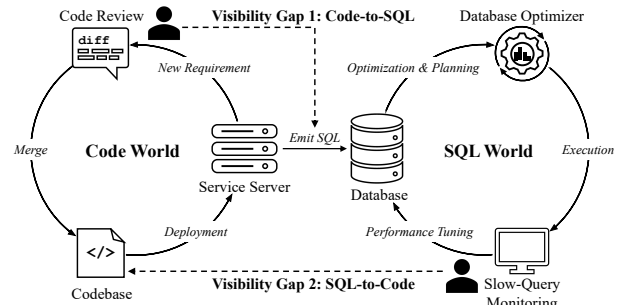 Code Review
Visibility Gap 1: Code-to-SQL
Database Optimizer
diff
New Requirement
Optimization & Planning
Merge
Code World
Emit SQL
SQL World
Execution
Service Server
Database
Deployment
Performance Tuning
</>
Visibility Gap 2: SQL-to-Code
Codebase
Slow-Query
Monitoring